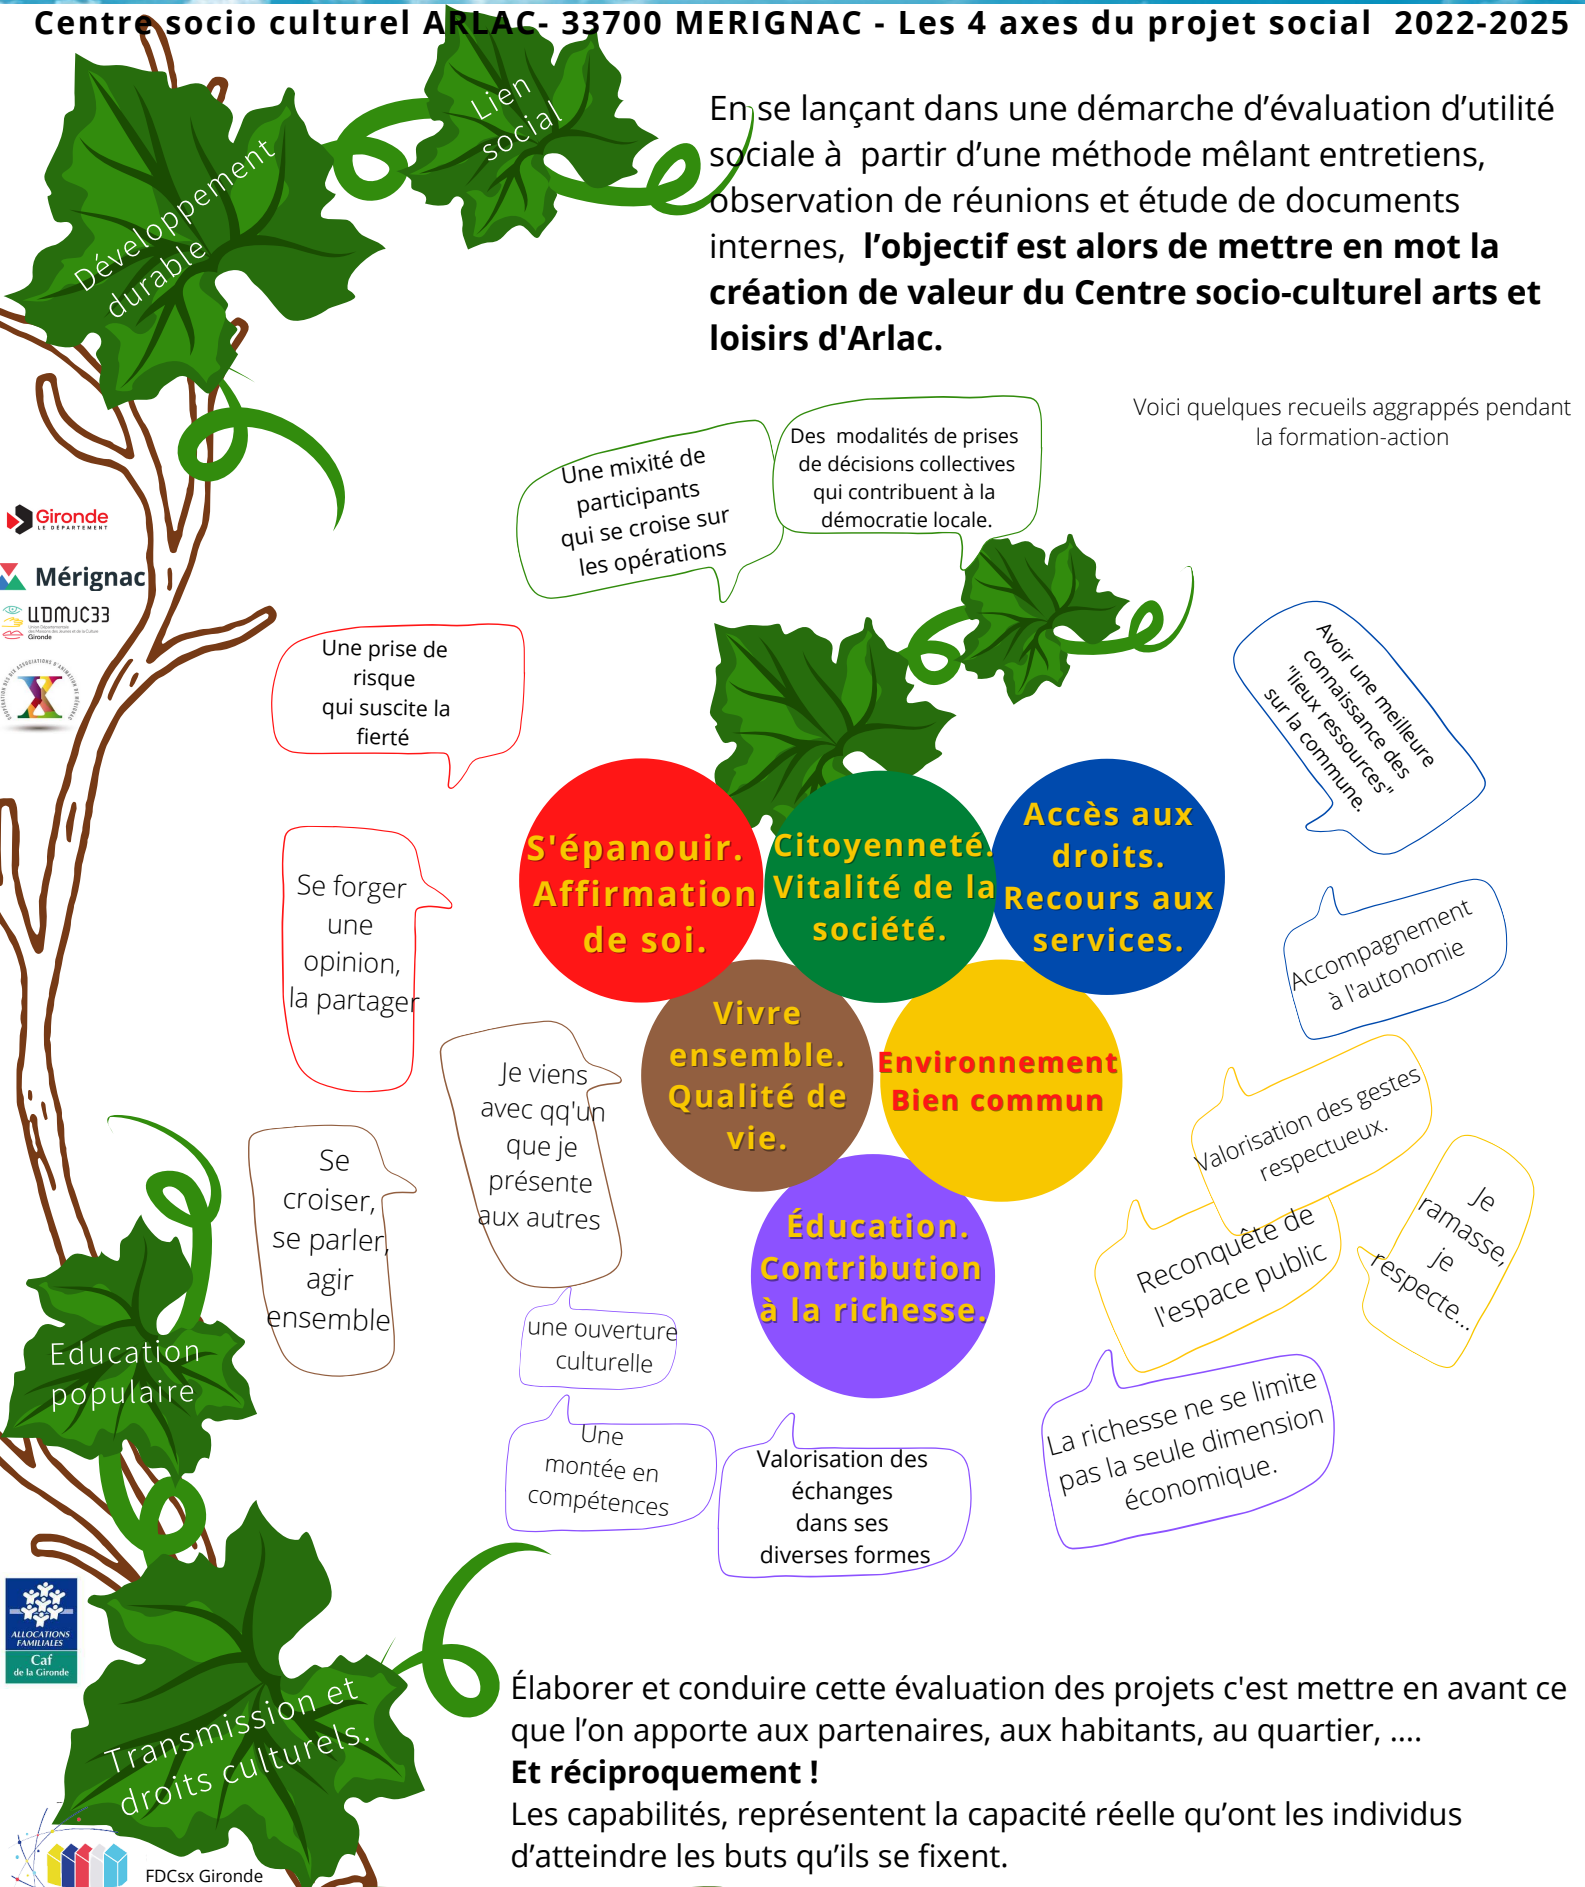 Centre socio culturel ARLAC- 33700 MERIGNAC - Les 4 axes du projet social 2022-2025
Lien
social
Développement
durable
En se lançant dans une démarche d’évaluation d’utilité
sociale à partir d’une méthode mêlant entretiens,
observation de réunions et étude de documents
internes, l’objectif est alors de mettre en mot la
création de valeur du Centre socio-culturel arts et
loisirs d'Arlac.
Voici quelques recueils aggrappés pendant
la formation-action
Une mixité de
participants
qui se croise sur
les opérations
Des modalités de prises
de décisions collectives
qui contribuent à la
démocratie locale.
Gironde
LE DÉPARTEMENT
Mérignac
UDMJC33
Gironde
Une prise de
risque
qui suscite la
fierté
Avoir une meilleure
connaissance des
"lieux ressources"
sur la commune.
S'épanouir.
Affirmation
de soi.
Citoyenneté.
Vitalité de la
société.
Accès aux
droits.
Recours aux
services.
Se forger
une
opinion,
la partager
Accompagnement
à l'autonomie
Vivre
ensemble.
Qualité de
vie.
Environnement
Bien commun
Je viens
avec qq'un
que je
présente
aux autres
Valorisation des gestes
respectueux.
Se
croiser,
se parler,
agir
ensemble
Je
ramasse,
je
respecte...
Reconquête de
l'espace public
Éducation.
Contribution
à la richesse.
une ouverture
culturelle
Education
populaire
La richesse ne se limite
pas la seule dimension
économique.
Une
montée en
compétences
Valorisation des
échanges
dans ses
diverses formes
ALLOCATIONS
FAMILIALES
Caf
de la Gironde
Transmission et
droits culturels.
Élaborer et conduire cette évaluation des projets c'est mettre en avant ce
que l’on apporte aux partenaires, aux habitants, au quartier, ....
Et réciproquement !
Les capabilités, représentent la capacité réelle qu’ont les individus
d’atteindre les buts qu’ils se fixent.
FDCsx Gironde